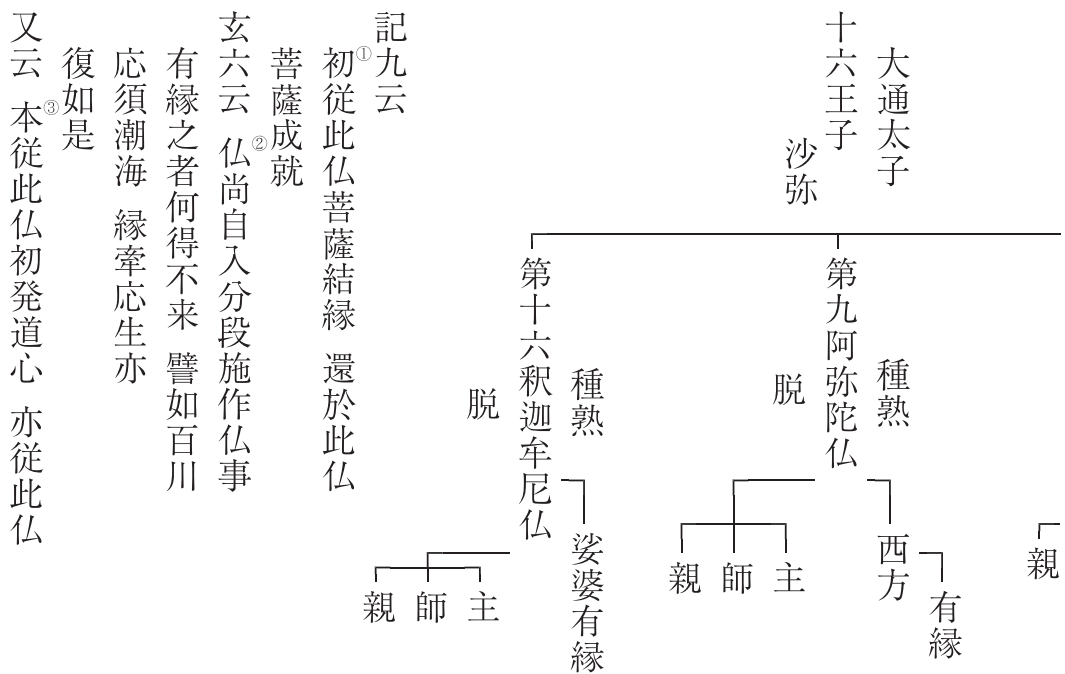 大通太子
十六王子
沙弥
親
第九阿弥陀仏
種熟
脱
西方
有縁
主
師
親
第十六釈迦牟尼仏
種熟
脱
娑婆有縁
主
師
親
記九云
①初従此仏菩薩結縁 還於此仏
菩薩成就
玄六云 ②仏尚自入分段施作仏事
有縁之者何得不来 譬如百川
応須潮海 縁牽応生亦
復如是
又云 ③本従此仏初発道心 亦従此仏